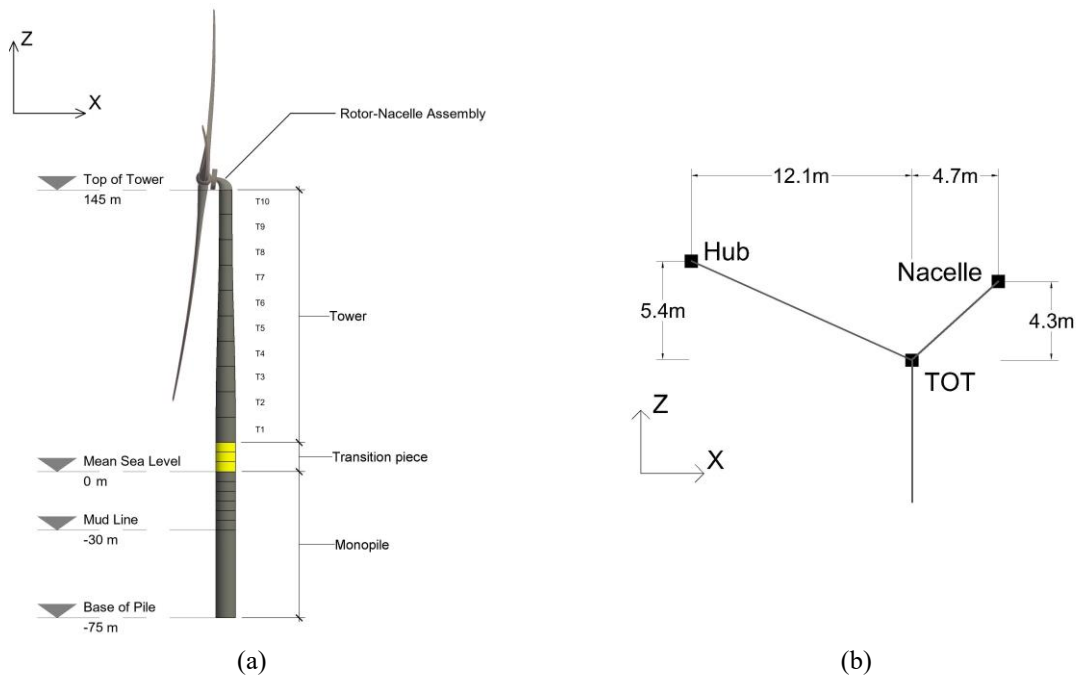 Z
X
Rotor-Nacelle Assembly
Top of Tower
145 m
T10
T9
T8
T7
T6
T5
T4
T3
T2
T1
Tower
Transition piece
Mean Sea Level
0 m
Mud Line
-30 m
Monopile
Base of Pile
-75 m
(a)
12.1m
4.7m
Hub
Nacelle
5.4m
4.3m
TOT
Z
X
(b)